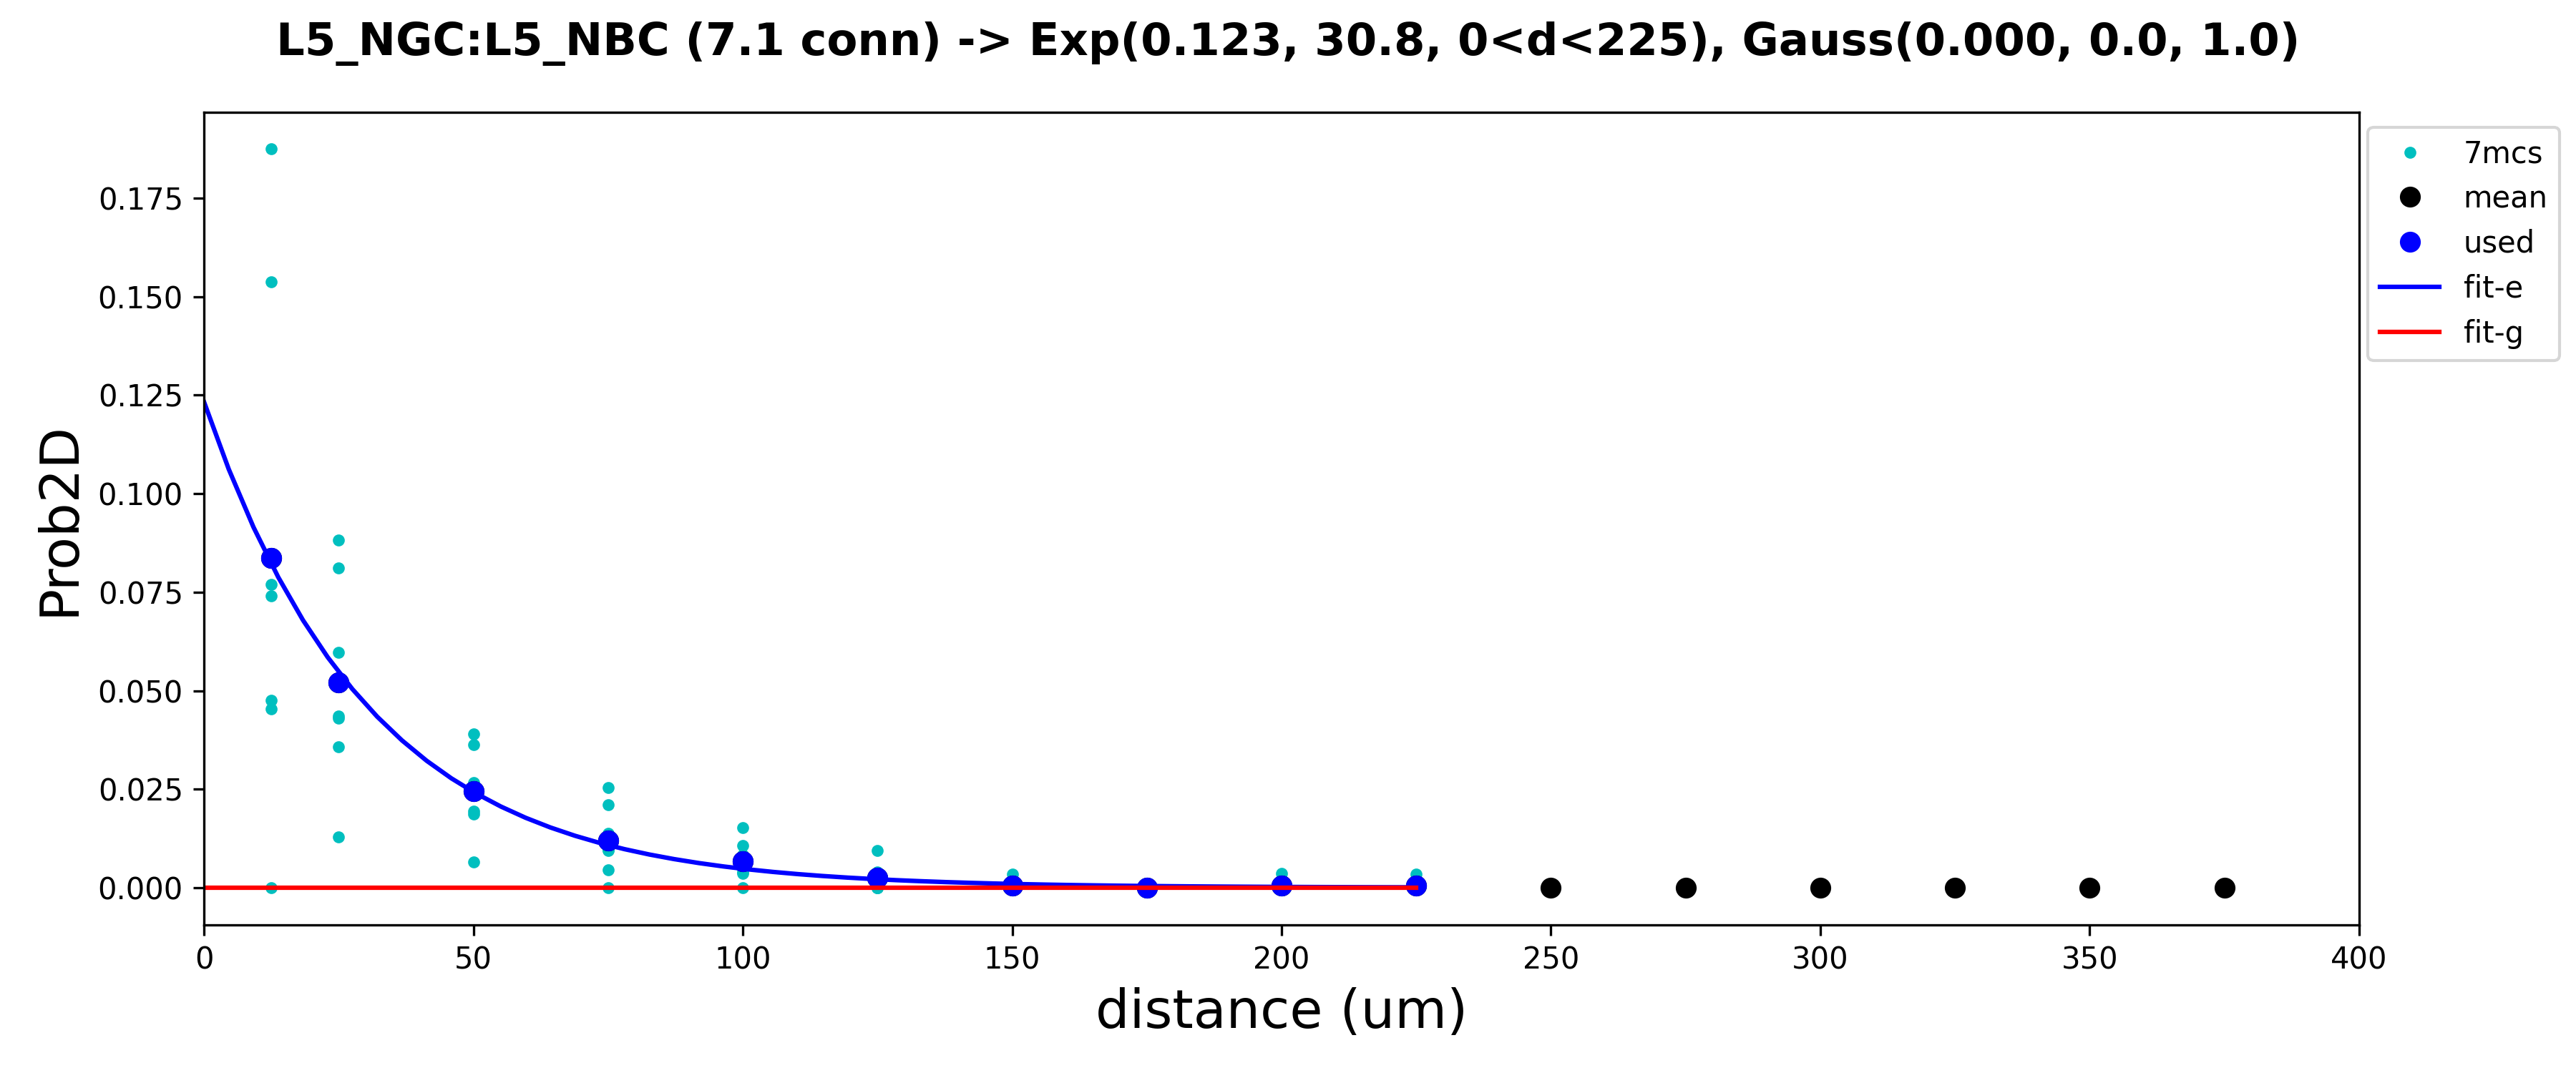 L5_NGC:L5_NBC (7.1 conn) -> Exp(0.123, 30.8, 0<d<225), Gauss(0.000, 0.0, 1.0)
7mcs
mean
used
fit-e
fit-g
0.175
0.150
0.125
0.100
0.075
0.050
0.025
0.000
Prob2D
0 50 100 150 200 250 300 350 400
distance (um)